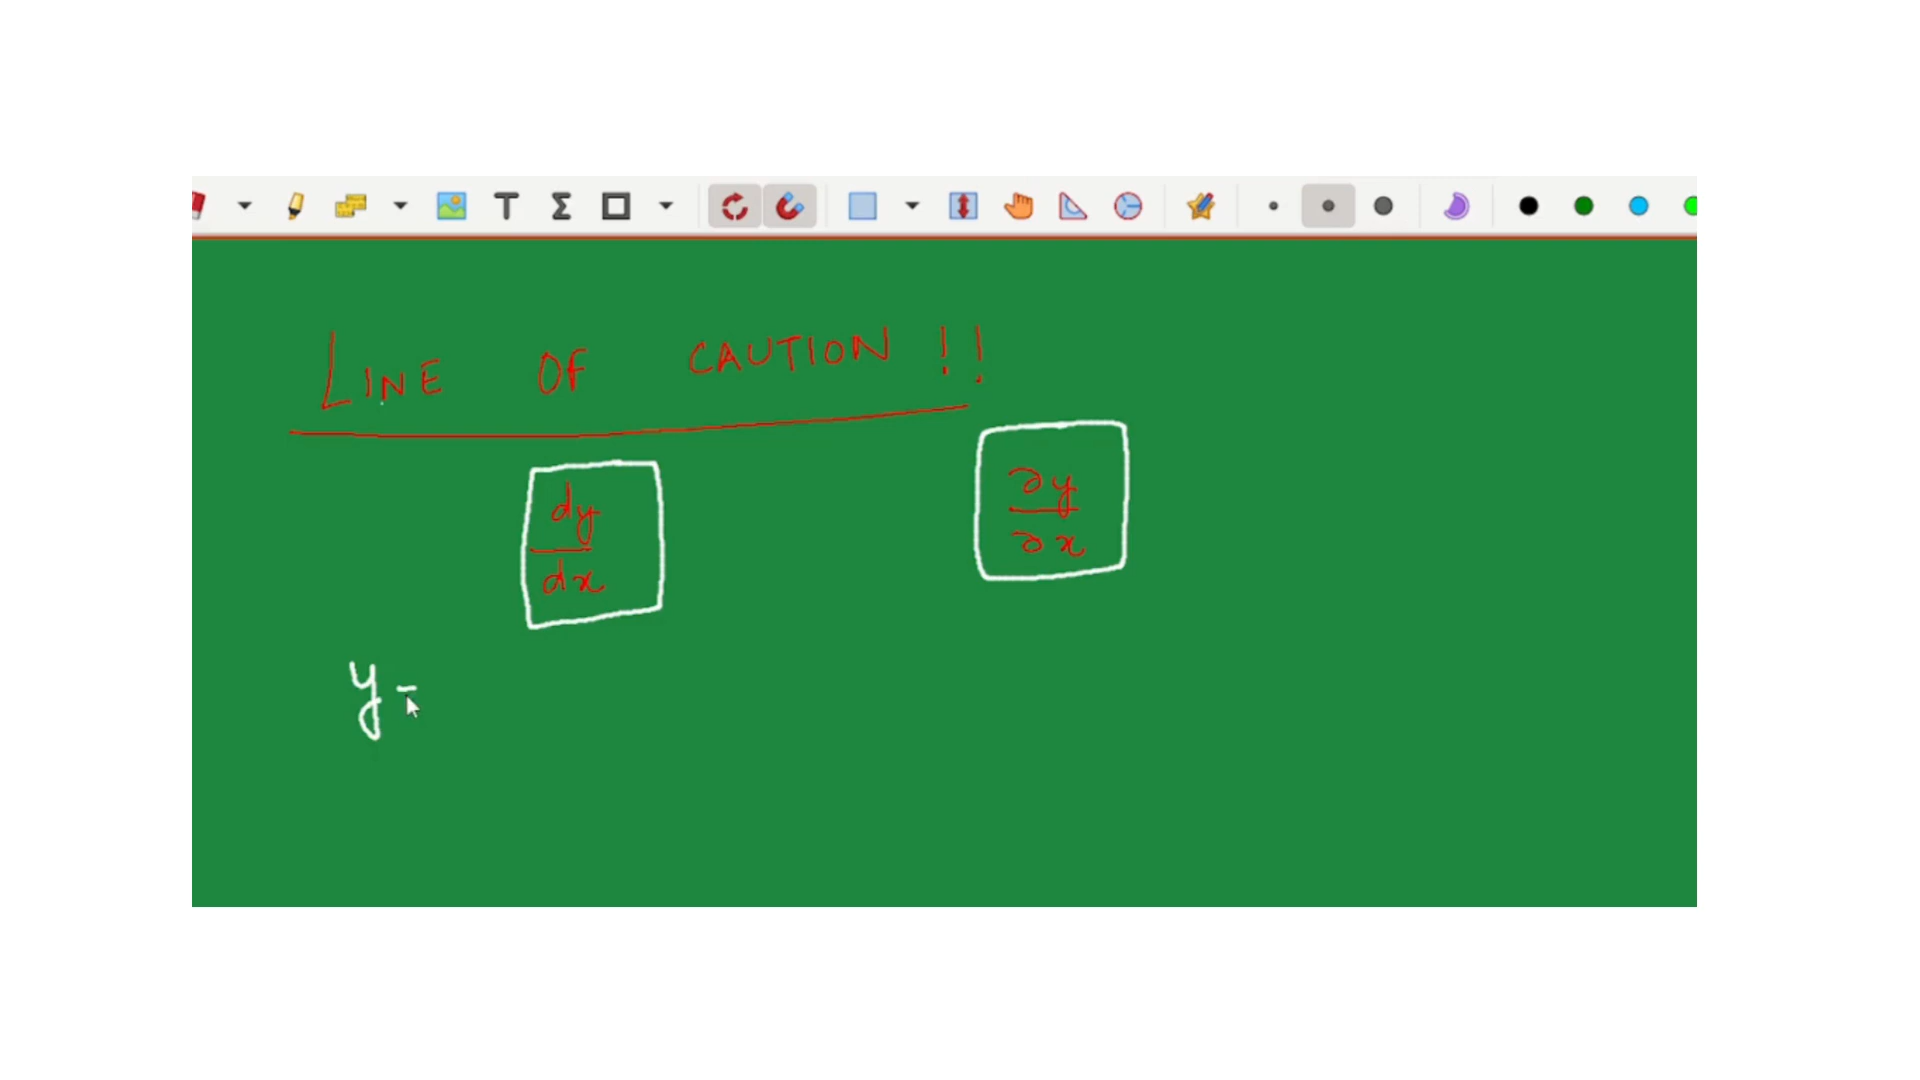 LINE OF CAUTION !!
dy/dx ∂y/∂x
y -